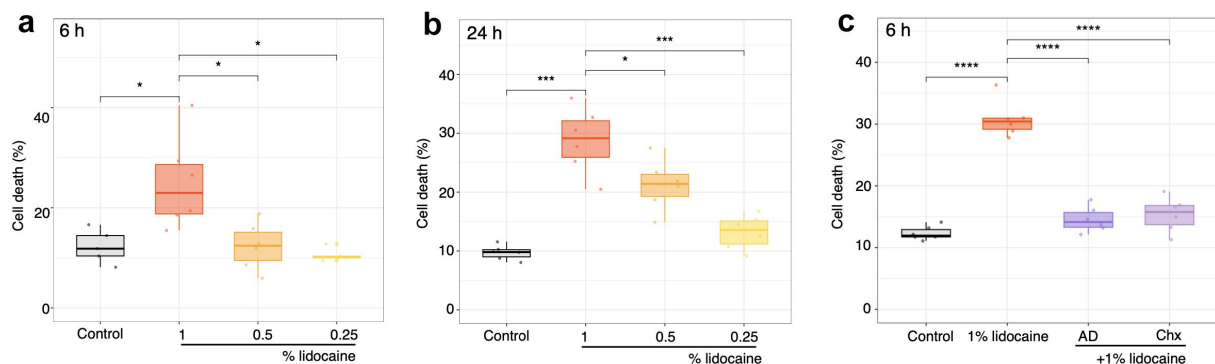 a
6 h
Cell death (%)
40
20
0
*
*
*
Control
1
0.5
0.25
% lidocaine
b
24 h
Cell death (%)
40
30
20
10
0
***
*
***
Control
1
0.5
0.25
% lidocaine
c
6 h
Cell death (%)
40
30
20
10
0
****
****
****
Control
1% lidocaine
AD
Chx
+1% lidocaine